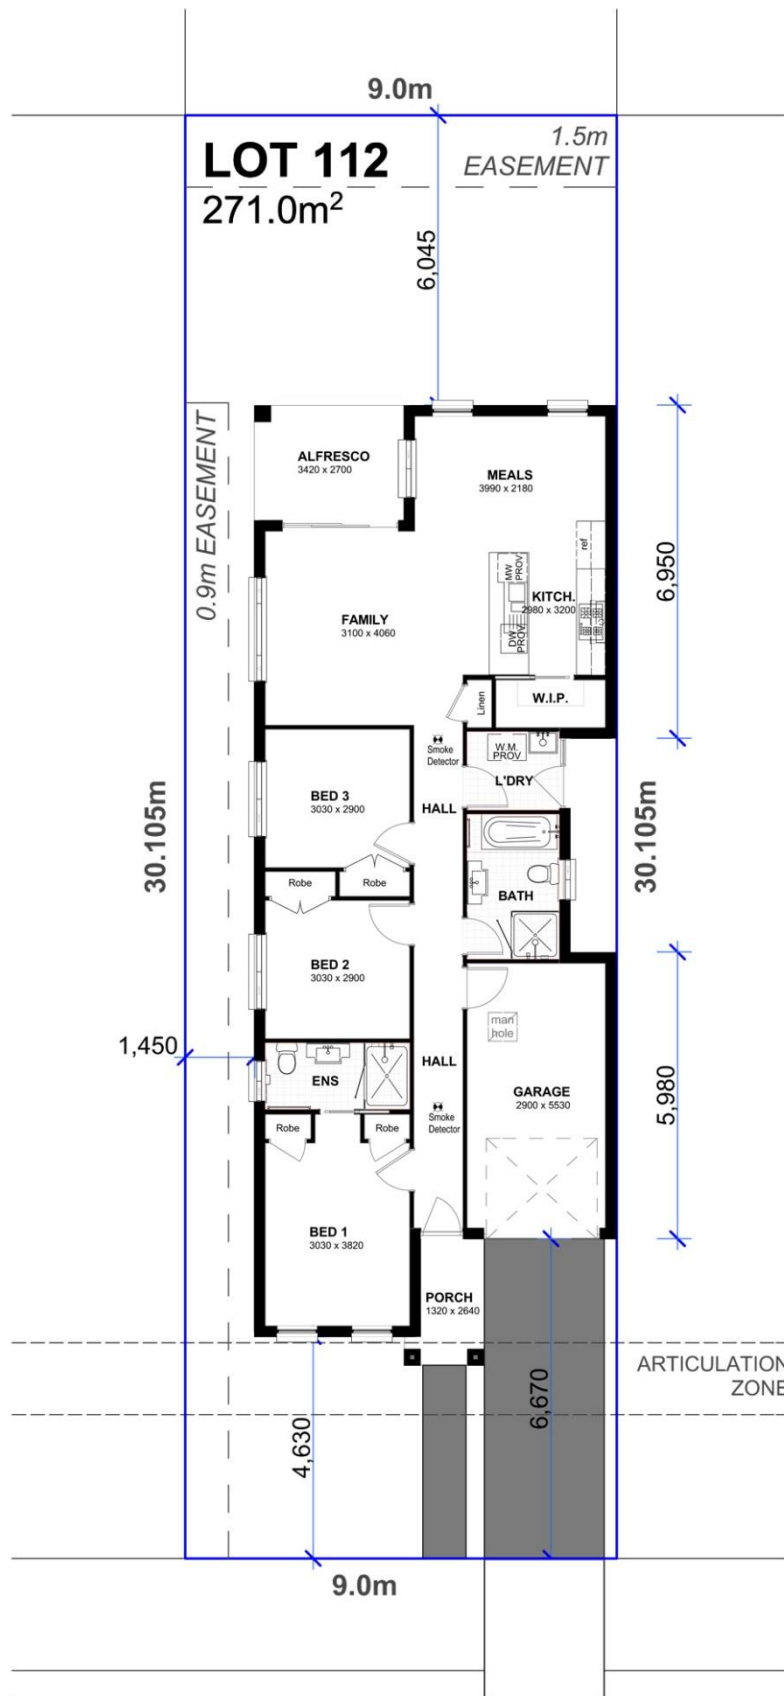 9.0m
LOT 112
271.0m²
1.5m
EASEMENT
6,045
0.9m EASEMENT
ALFRESCO
3420 x 2700
MEALS
3990 x 2180
6,950
ref
MW
PROV
KITCH.
2980 x 3200
DW
PROV
FAMILY
3100 x 4060
W.I.P.
Linen
Smoke
Detector
W.M.
PROV
L'DRY
30.105m
BED 3
3030 x 2900
HALL
30.105m
Robe
Robe
BATH
BED 2
3030 x 2900
1,450
man
hole
ENS
HALL
GARAGE
2900 x 5530
5,980
Smoke
Detector
Robe
Robe
BED 1
3030 x 3820
PORCH
1320 x 2640
ARTICULATION
ZONE
4,630
6,670
9.0m